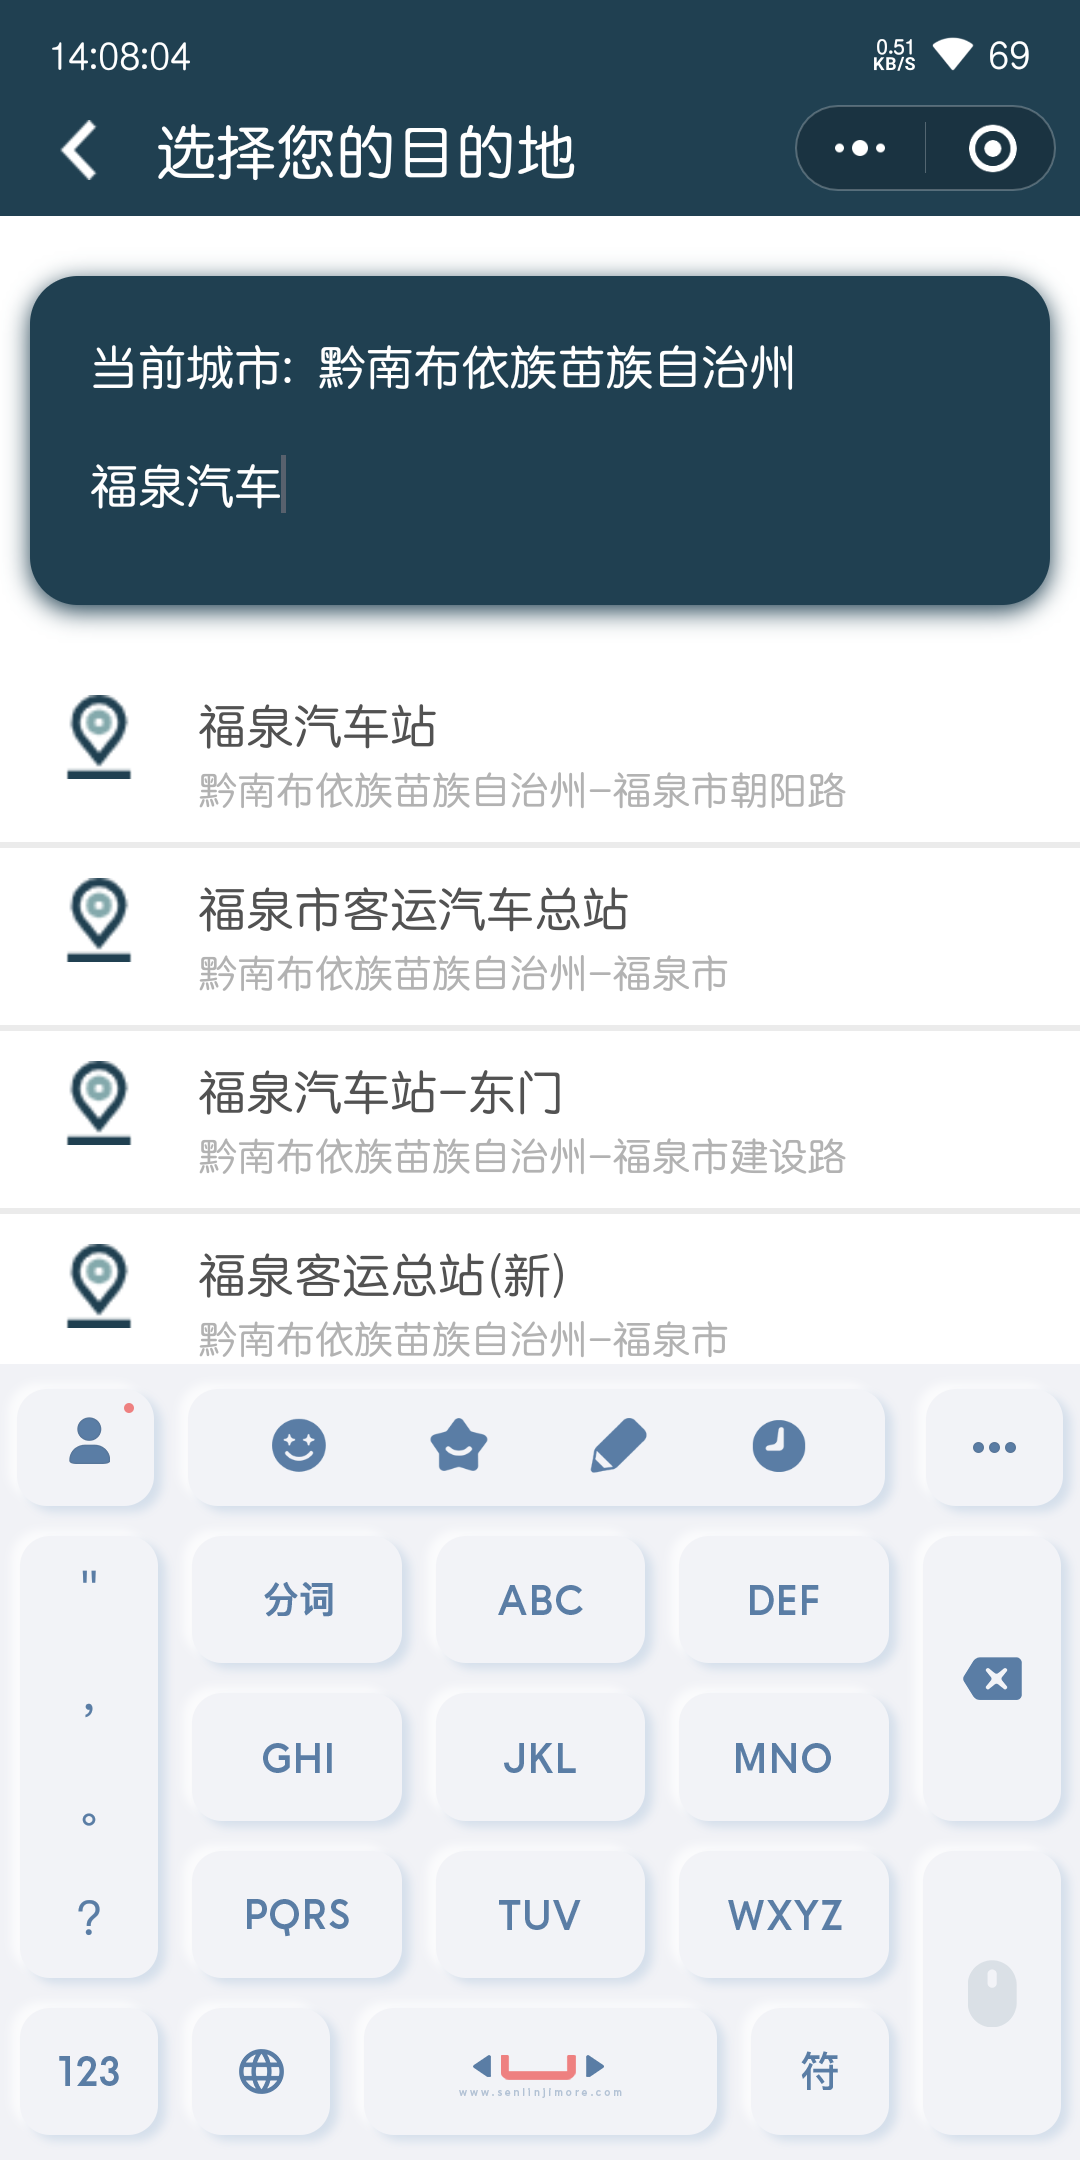 14:08:04
0.51
KB/S
69
选择您的目的地
当前城市: 黔南布依族苗族自治州
福泉汽车
福泉汽车站
黔南布依族苗族自治州-福泉市朝阳路
福泉市客运汽车总站
黔南布依族苗族自治州-福泉市
福泉汽车站-东门
黔南布依族苗族自治州-福泉市建设路
福泉客运总站(新)
黔南布依族苗族自治州-福泉市
"
分词
ABC
DEF
,
GHI
JKL
MNO
。
?
PQRS
TUV
WXYZ
123
www.senlinjimore.com
符